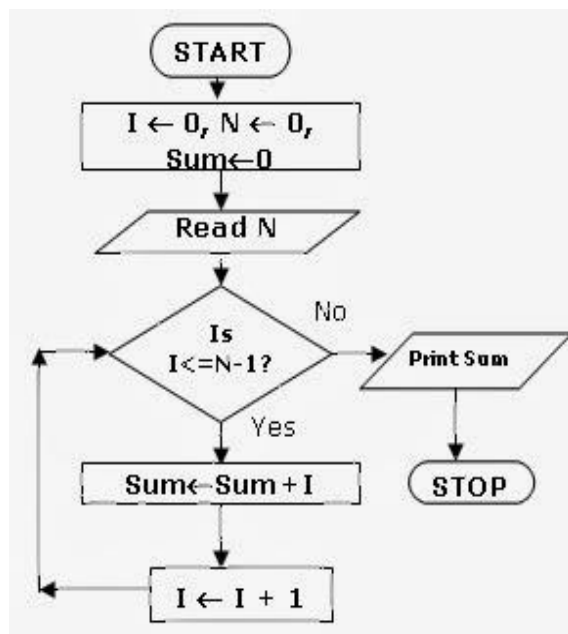 START
I ← 0, N ← 0,
Sum←0
Read N
Is
I<=N-1?
No
Print Sum
Yes
Sum←Sum + I
STOP
I ← I + 1